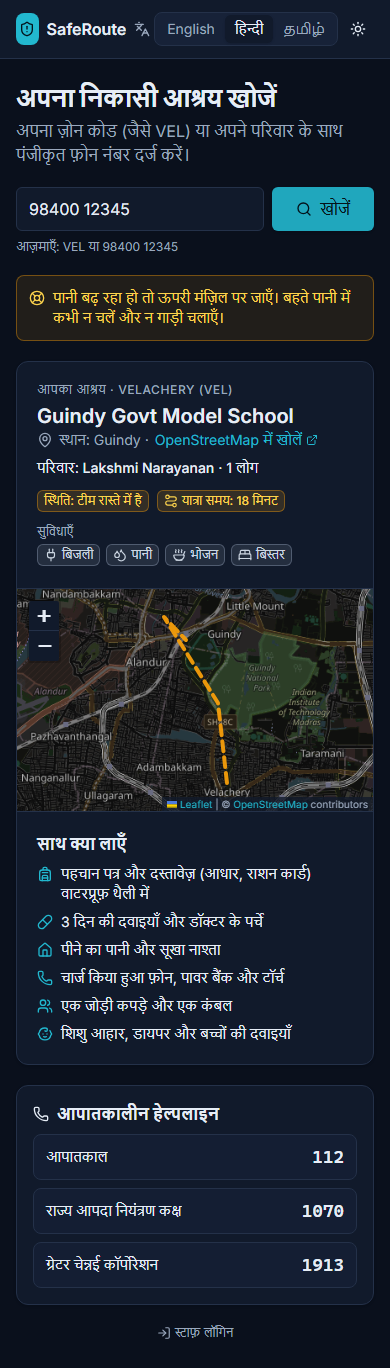 SafeRoute English हिन्दी தமிழ்
अपना निकासी आश्रय खोजें
अपना ज़ोन कोड (जैसे VEL) या अपने परिवार के साथ
पंजीकृत फ़ोन नंबर दर्ज करें।
98400 12345 खोजें
आज़माएँ: VEL या 98400 12345
पानी बढ़ रहा हो तो ऊपरी मंज़िल पर जाएँ। बहते पानी में
कभी न चलें और न गाड़ी चलाएँ।
आपका आश्रय · VELACHERY (VEL)
Guindy Govt Model School
स्थान: Guindy · OpenStreetMap में खोलें
परिवार: Lakshmi Narayanan · 1 लोग
स्थिति: टीम रास्ते में है यात्रा समय: 18 मिनट
सुविधाएँ
बिजली पानी भोजन बिस्तर
Nandambakkam
Little Mount
+
Guindy
−
Alandur
Guindy
National
Park
Alandur
Indian
Institute
of Technology
Madras
SH48C
Pazhavanthangal
Taramani
Adambakkam
Nanganallur
Ullagaram
Velachery
Leaflet | © OpenStreetMap contributors
साथ क्या लाएँ
पहचान पत्र और दस्तावेज़ (आधार, राशन कार्ड)
वाटरप्रूफ़ थैली में
3 दिन की दवाइयाँ और डॉक्टर के पर्चे
पीने का पानी और सूखा नाश्ता
चार्ज किया हुआ फ़ोन, पावर बैंक और टॉर्च
एक जोड़ी कपड़े और एक कंबल
शिशु आहार, डायपर और बच्चों की दवाइयाँ
आपातकालीन हेल्पलाइन
आपातकाल 112
राज्य आपदा नियंत्रण कक्ष 1070
ग्रेटर चेन्नई कॉर्पोरेशन 1913
स्टाफ़ लॉगिन